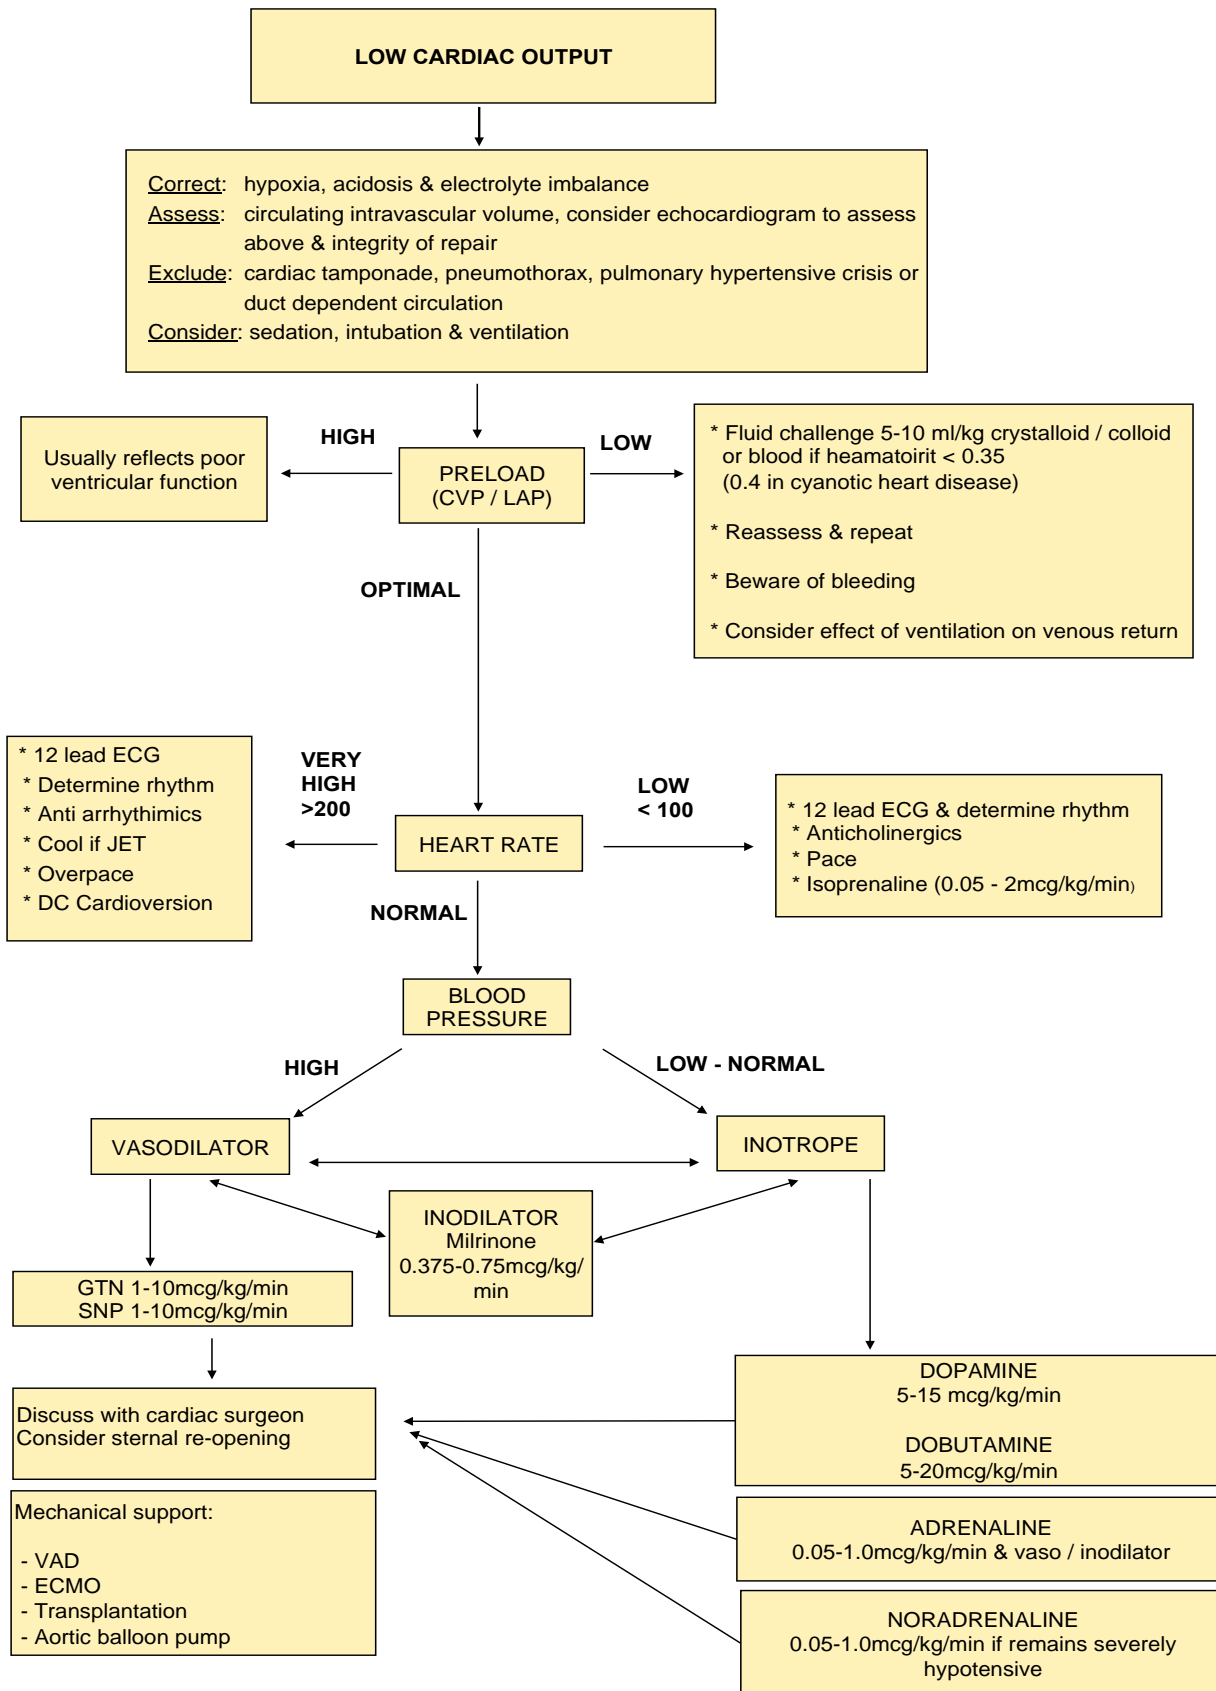 LOW CARDIAC OUTPUT
Correct: hypoxia, acidosis & electrolyte imbalance
Assess: circulating intravascular volume, consider echocardiogram to assess
above & integrity of repair
Exclude: cardiac tamponade, pneumothorax, pulmonary hypertensive crisis or
duct dependent circulation
Consider: sedation, intubation & ventilation
HIGH
Usually reflects poor
ventricular function
PRELOAD
(CVP / LAP)
LOW
* Fluid challenge 5-10 ml/kg crystalloid / colloid
or blood if heamatoirit < 0.35
(0.4 in cyanotic heart disease)
* Reassess & repeat
* Beware of bleeding
* Consider effect of ventilation on venous return
OPTIMAL
* 12 lead ECG
* Determine rhythm
* Anti arrhythimics
* Cool if JET
* Overpace
* DC Cardioversion
VERY
HIGH
>200
HEART RATE
LOW
< 100
* 12 lead ECG & determine rhythm
* Anticholinergics
* Pace
* Isoprenaline (0.05 - 2mcg/kg/min)
NORMAL
BLOOD
PRESSURE
HIGH
LOW - NORMAL
VASODILATOR
INOTROPE
INODILATOR
Milrinone
0.375-0.75mcg/kg/
min
GTN 1-10mcg/kg/min
SNP 1-10mcg/kg/min
Discuss with cardiac surgeon
Consider sternal re-opening
DOPAMINE
5-15 mcg/kg/min
DOBUTAMINE
5-20mcg/kg/min
Mechanical support:
- VAD
- ECMO
- Transplantation
- Aortic balloon pump
ADRENALINE
0.05-1.0mcg/kg/min & vaso / inodilator
NORADRENALINE
0.05-1.0mcg/kg/min if remains severely
hypotensive